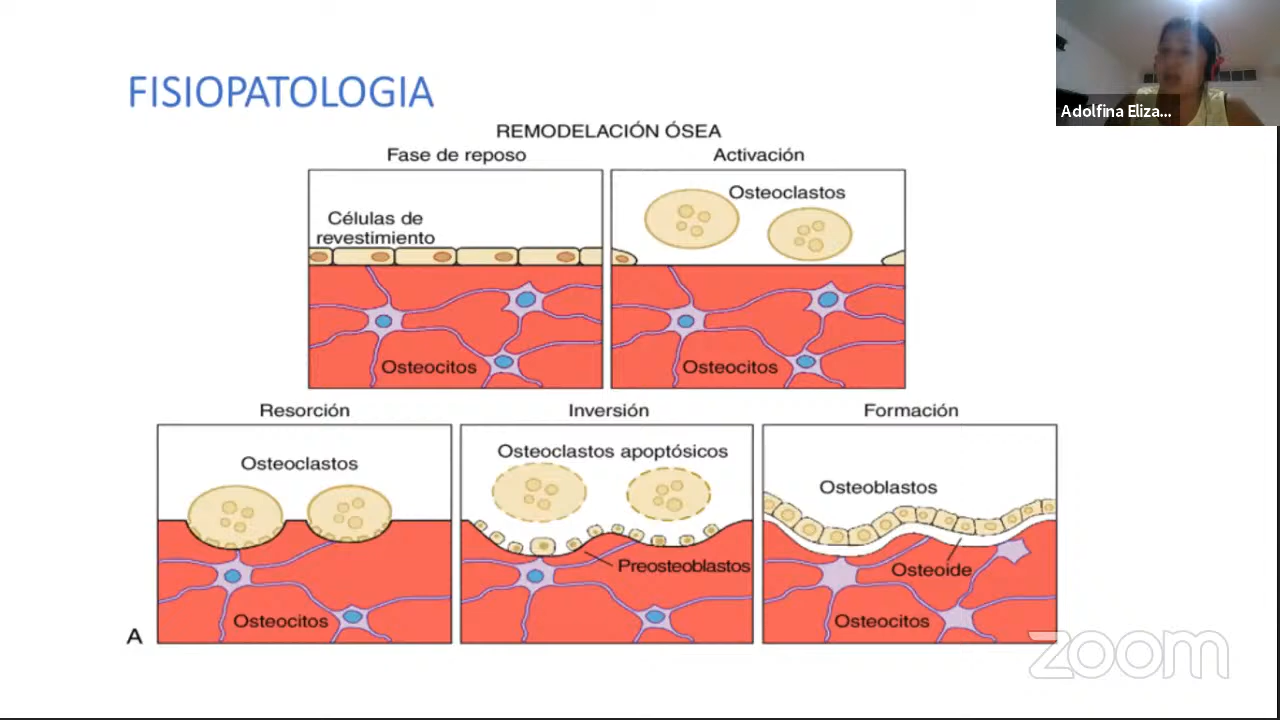 FISIOPATOLOGIA
Adolfina Eliza...
REMODELACIÓN ÓSEA
Fase de reposo
Activación
Células de
revestimiento
Osteocitos
Osteoclastos
Osteocitos
Resorción
Inversión
Formación
Osteoclastos
Osteocitos
Osteoclastos apoptósicos
Preosteoblastos
Osteoblastos
Osteoide
Osteocitos
A
zoom